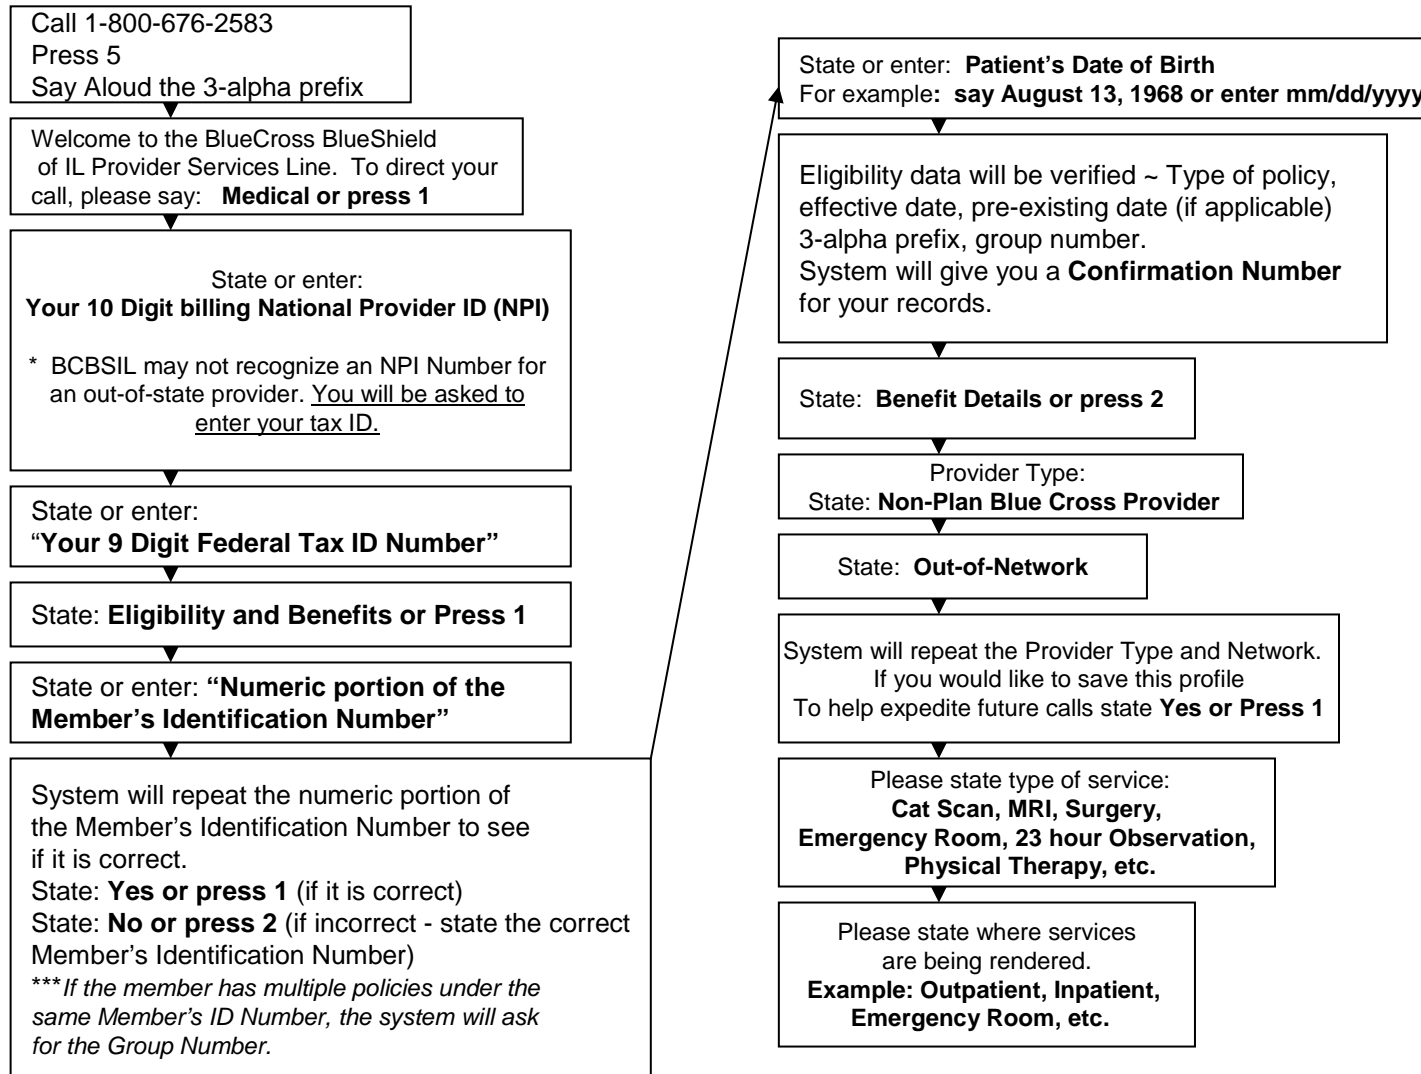 Call 1-800-676-2583
Press 5
Say Aloud the 3-alpha prefix
Welcome to the BlueCross BlueShield
of IL Provider Services Line.  To direct your
call, please say:   Medical or press 1
State or enter:
Your 10 Digit billing National Provider ID (NPI)
*  BCBSIL may not recognize an NPI Number for
an out-of-state provider. You will be asked to
enter your tax ID.
State or enter:
“Your 9 Digit Federal Tax ID Number”
State: Eligibility and Benefits or Press 1
State or enter: “Numeric portion of the
Member’s Identification Number”
System will repeat the numeric portion of
the Member’s Identification Number to see
if it is correct.
State: Yes or press 1 (if it is correct)
State: No or press 2 (if incorrect - state the correct
Member’s Identification Number)
***If the member has multiple policies under the
same Member’s ID Number, the system will ask
for the Group Number.
State or enter:  Patient’s Date of Birth
For example:  say August 13, 1968 or enter mm/dd/yyyy
Eligibility data will be verified ~ Type of policy,
effective date, pre-existing date (if applicable)
3-alpha prefix, group number.
System will give you a Confirmation Number
for your records.
State:  Benefit Details or press 2
Provider Type:
State: Non-Plan Blue Cross Provider
State:  Out-of-Network
System will repeat the Provider Type and Network.
If you would like to save this profile
To help expedite future calls state Yes or Press 1
Please state type of service:
Cat Scan, MRI, Surgery,
Emergency Room, 23 hour Observation,
Physical Therapy, etc.
Please state where services
are being rendered.
Example: Outpatient, Inpatient,
Emergency Room, etc.